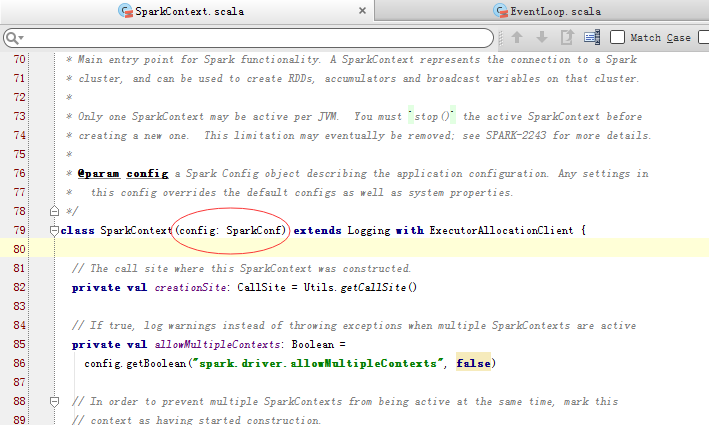 SparkContext.scala × EventLoop.scala
Match Case
70 * Main entry point for Spark functionality. A SparkContext represents the connection to a Spark
71 * cluster, and can be used to create RDDs, accumulators and broadcast variables on that cluster.
72 *
73 * Only one SparkContext may be active per JVM. You must `stop()` the active SparkContext before
74 * creating a new one. This limitation may eventually be removed; see SPARK-2243 for more details.
75 *
76 * @param config a Spark Config object describing the application configuration. Any settings in
77 * this config overrides the default configs as well as system properties.
78 */
79 class SparkContext(config: SparkConf) extends Logging with ExecutorAllocationClient {
80
81 // The call site where this SparkContext was constructed.
82 private val creationSite: CallSite = Utils.getCallSite()
83
84 // If true, log warnings instead of throwing exceptions when multiple SparkContexts are active
85 private val allowMultipleContexts: Boolean =
86 config.getBoolean("spark.driver.allowMultipleContexts", false)
87
88 // In order to prevent multiple SparkContexts from being active at the same time, mark this
89 // context as having started construction.